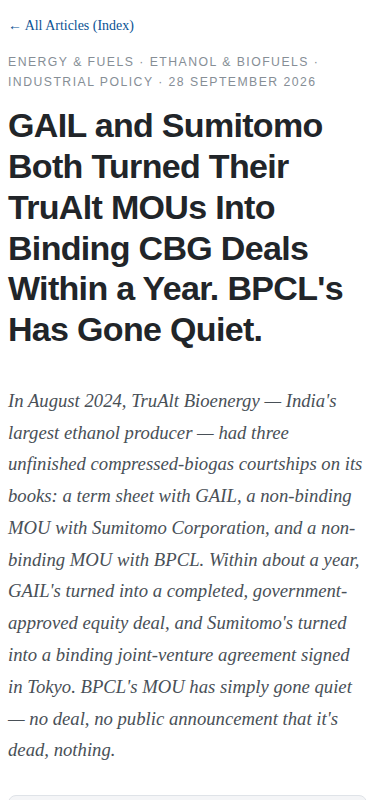 ← All Articles (Index)
ENERGY & FUELS · ETHANOL & BIOFUELS ·
INDUSTRIAL POLICY · 28 SEPTEMBER 2026
GAIL and Sumitomo
Both Turned Their
TruAlt MOUs Into
Binding CBG Deals
Within a Year. BPCL's
Has Gone Quiet.
In August 2024, TruAlt Bioenergy — India's
largest ethanol producer — had three
unfinished compressed-biogas courtships on its
books: a term sheet with GAIL, a non-binding
MOU with Sumitomo Corporation, and a non-
binding MOU with BPCL. Within about a year,
GAIL's turned into a completed, government-
approved equity deal, and Sumitomo's turned
into a binding joint-venture agreement signed
in Tokyo. BPCL's MOU has simply gone quiet
— no deal, no public announcement that it's
dead, nothing.